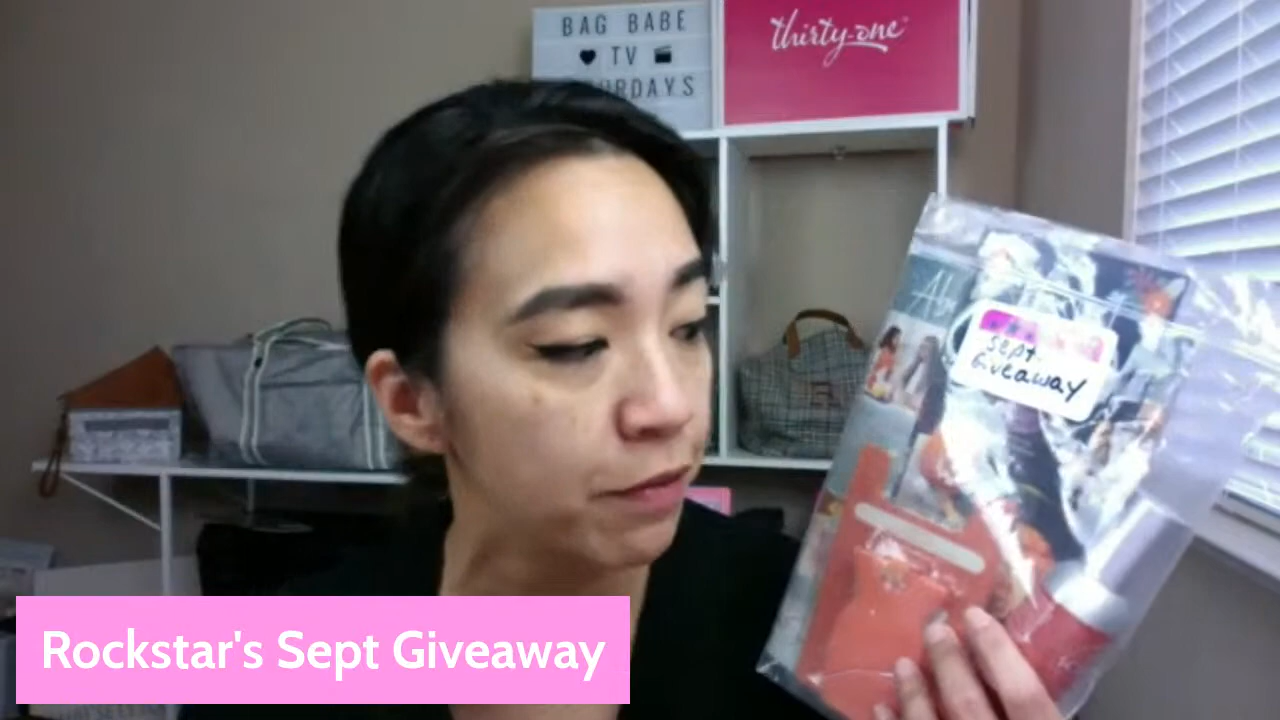 BAG BABE
♥ TV 🎬
thirty-one
Sept.
Giveaway
Rockstar's Sept Giveaway